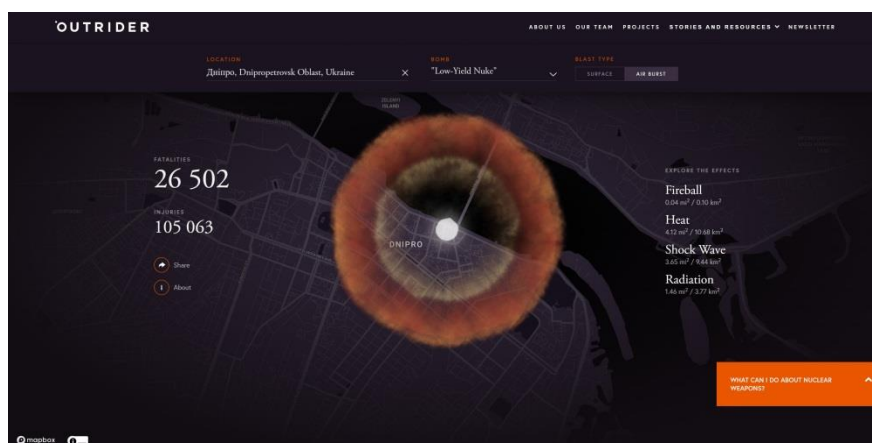 OUTRIDER
ABOUT US OUR TEAM PROJECTS STORIES AND RESOURCES NEWSLETTER
LOCATION
Дніпро, Dnipropetrovsk Oblast, Ukraine
BOMB
"Low-Yield Nuke"
BLAST TYPE
SURFACE AIR BURST
ZELENYI
ISLAND
FATALITIES
26 502
INJURIES
105 063
Share
About
DNIPRO
EXPLORE THE EFFECTS
Fireball
0.04 mi² / 0.10 km²
Heat
4.12 mi² / 10.68 km²
Shock Wave
3.65 mi² / 9.44 km²
Radiation
1.46 mi² / 3.77 km²
WHAT CAN I DO ABOUT NUCLEAR
WEAPONS?
mapbox